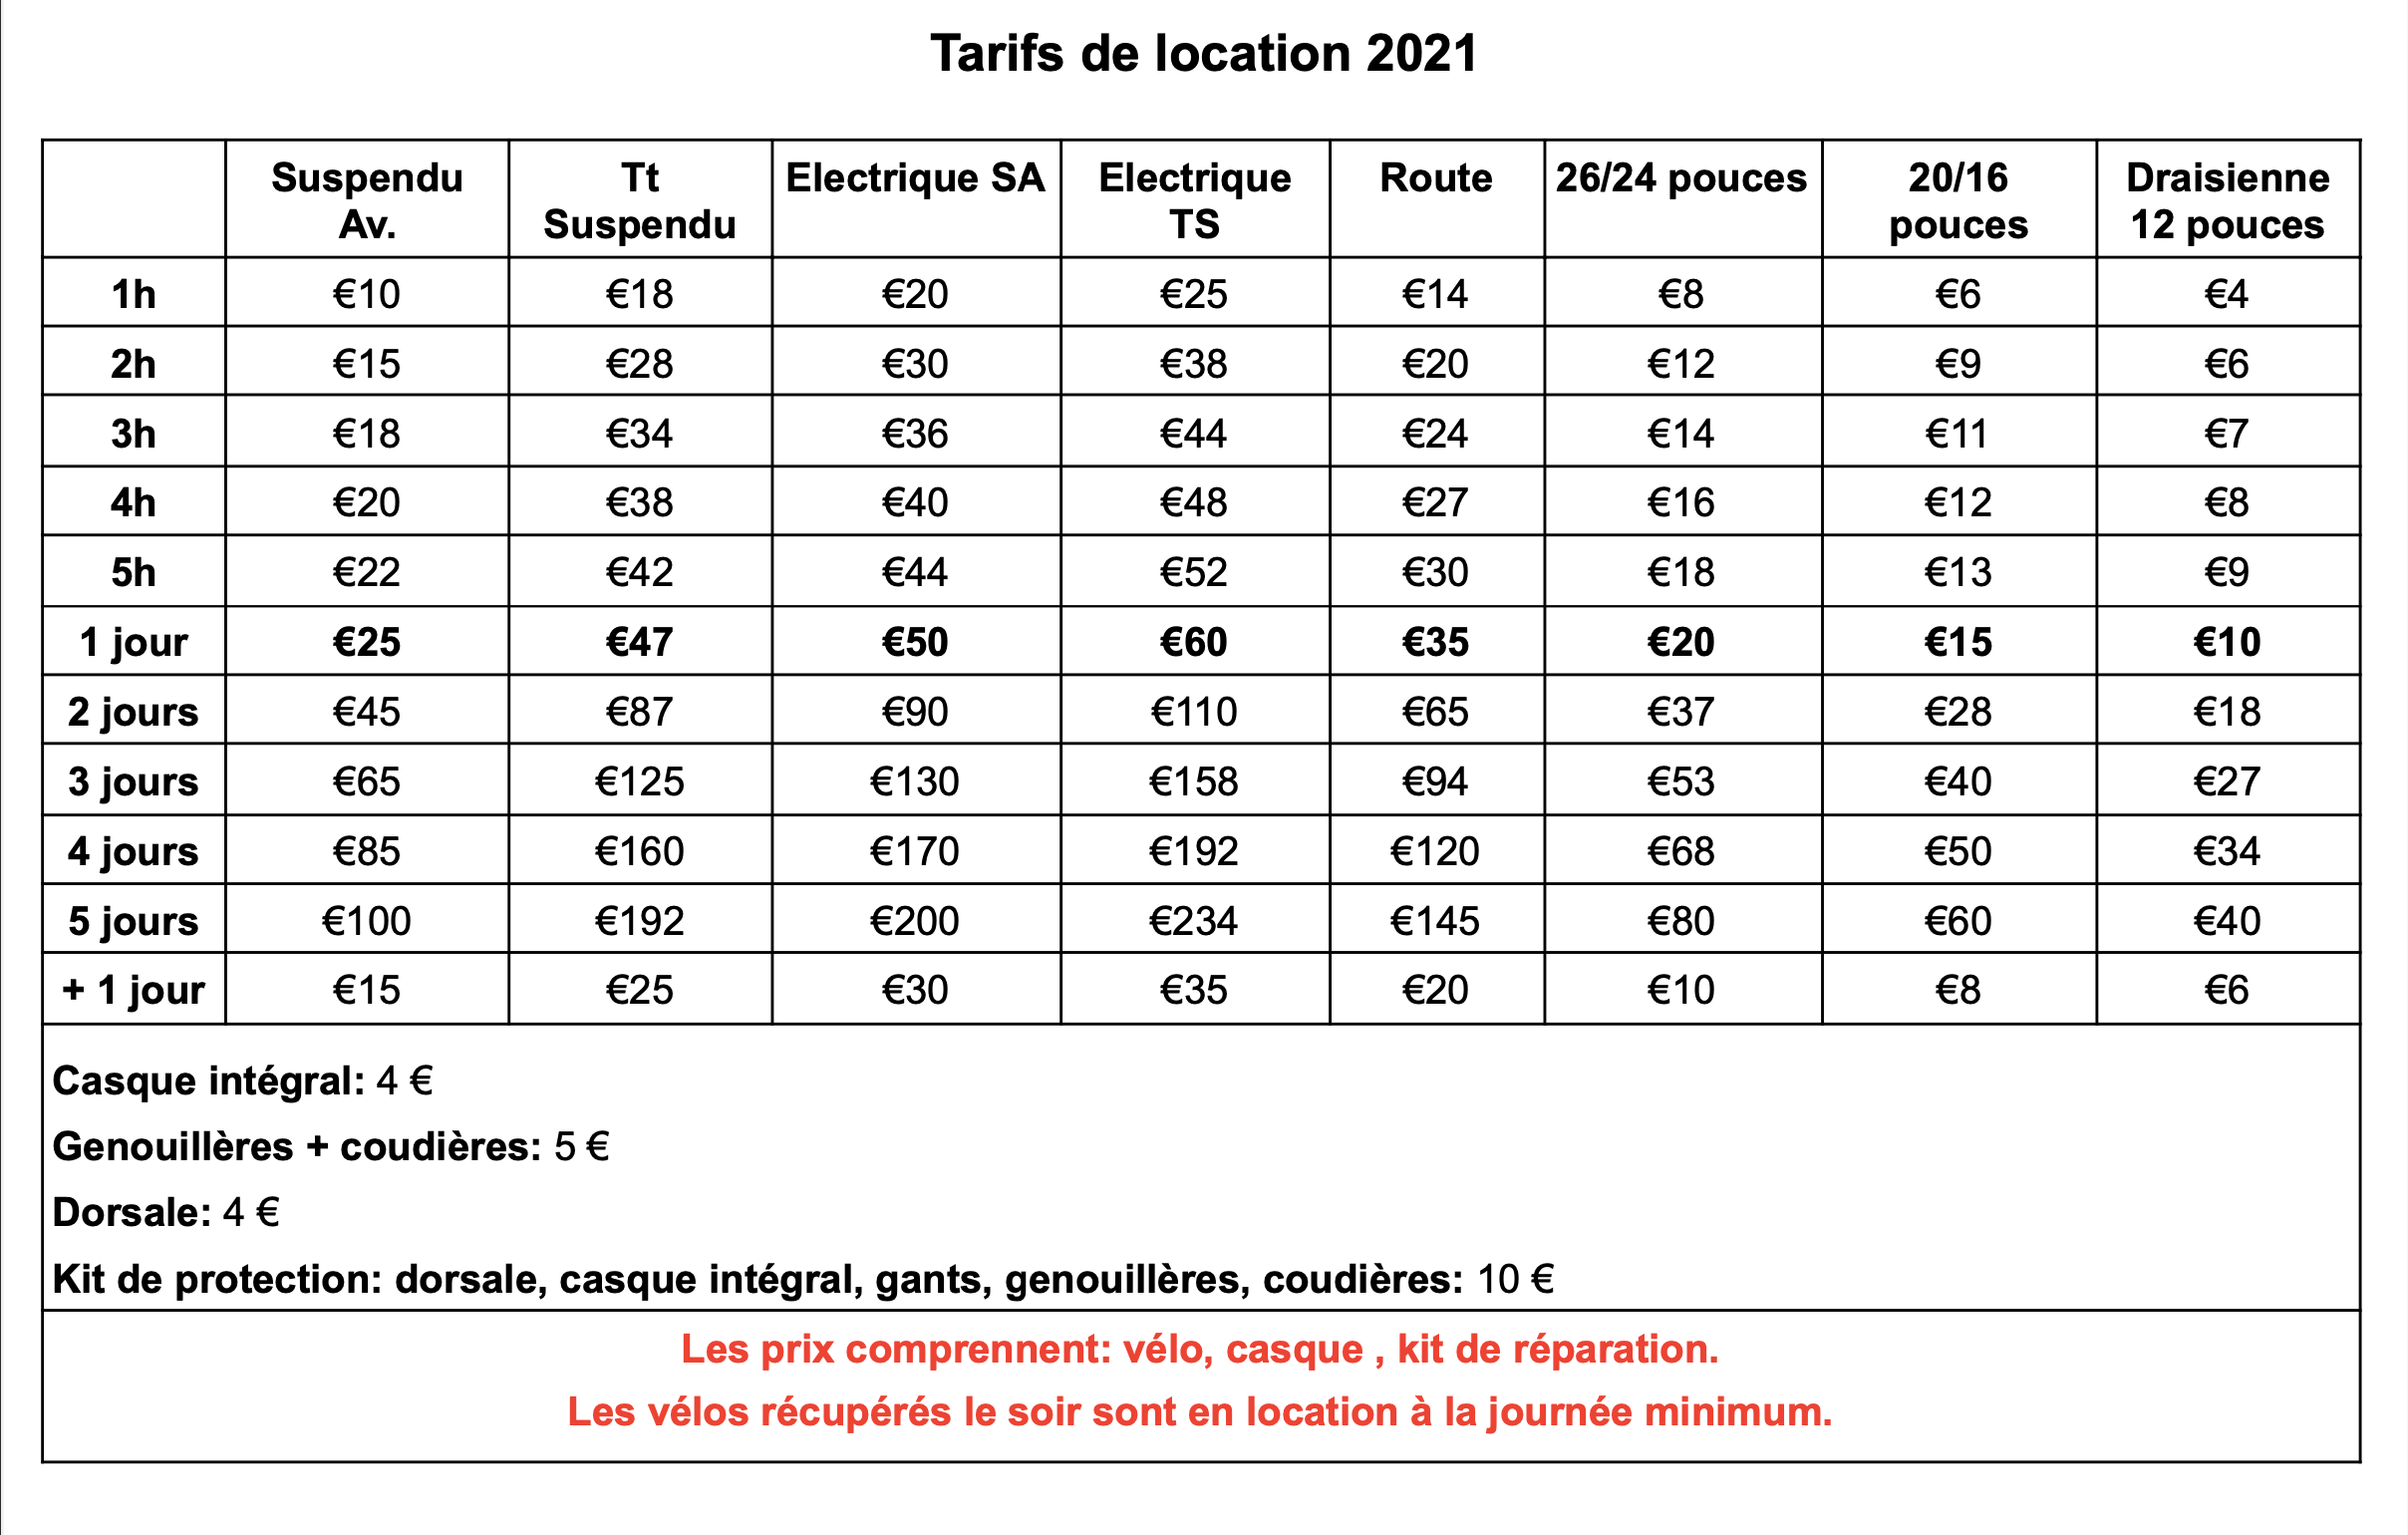 Tarifs de location 2021
Suspendu Av. Tt Suspendu Electrique SA Electrique TS Route 26/24 pouces 20/16 pouces Draisienne 12 pouces
1h €10 €18 €20 €25 €14 €8 €6 €4
2h €15 €28 €30 €38 €20 €12 €9 €6
3h €18 €34 €36 €44 €24 €14 €11 €7
4h €20 €38 €40 €48 €27 €16 €12 €8
5h €22 €42 €44 €52 €30 €18 €13 €9
1 jour €25 €47 €50 €60 €35 €20 €15 €10
2 jours €45 €87 €90 €110 €65 €37 €28 €18
3 jours €65 €125 €130 €158 €94 €53 €40 €27
4 jours €85 €160 €170 €192 €120 €68 €50 €34
5 jours €100 €192 €200 €234 €145 €80 €60 €40
+ 1 jour €15 €25 €30 €35 €20 €10 €8 €6
Casque intégral: 4 €
Genouillères + coudières: 5 €
Dorsale: 4 €
Kit de protection: dorsale, casque intégral, gants, genouillères, coudières: 10 €
Les prix comprennent: vélo, casque , kit de réparation.
Les vélos récupérés le soir sont en location à la journée minimum.